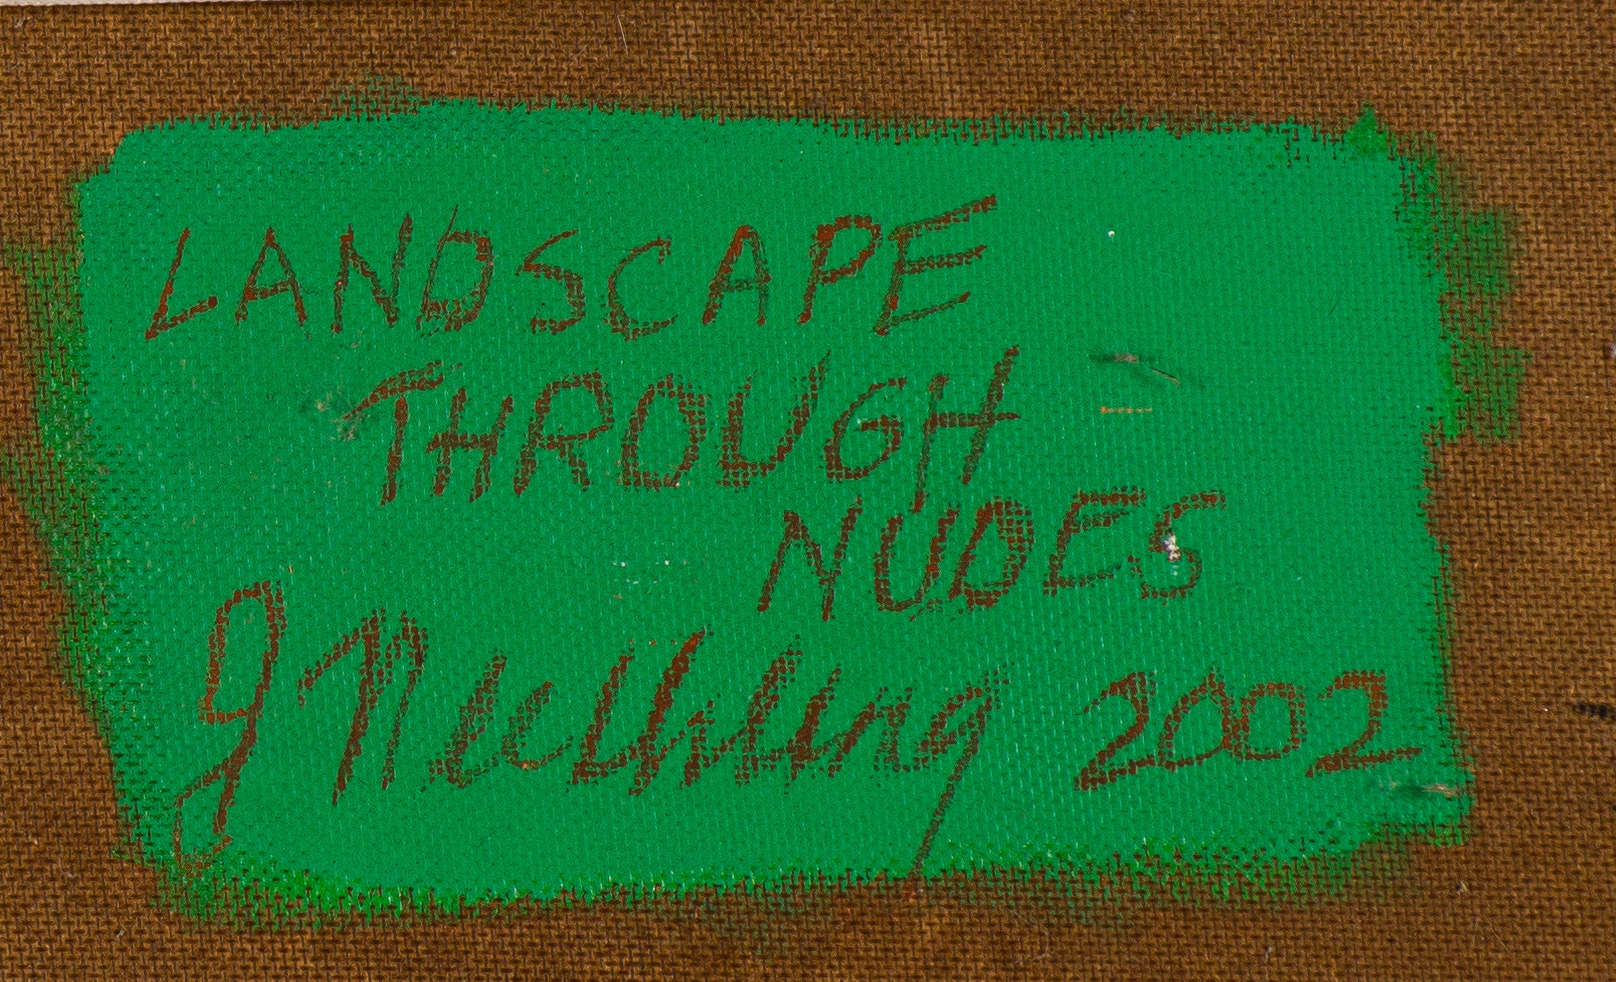 LANDSCAPE
THROUGH
NUDES
J 2002